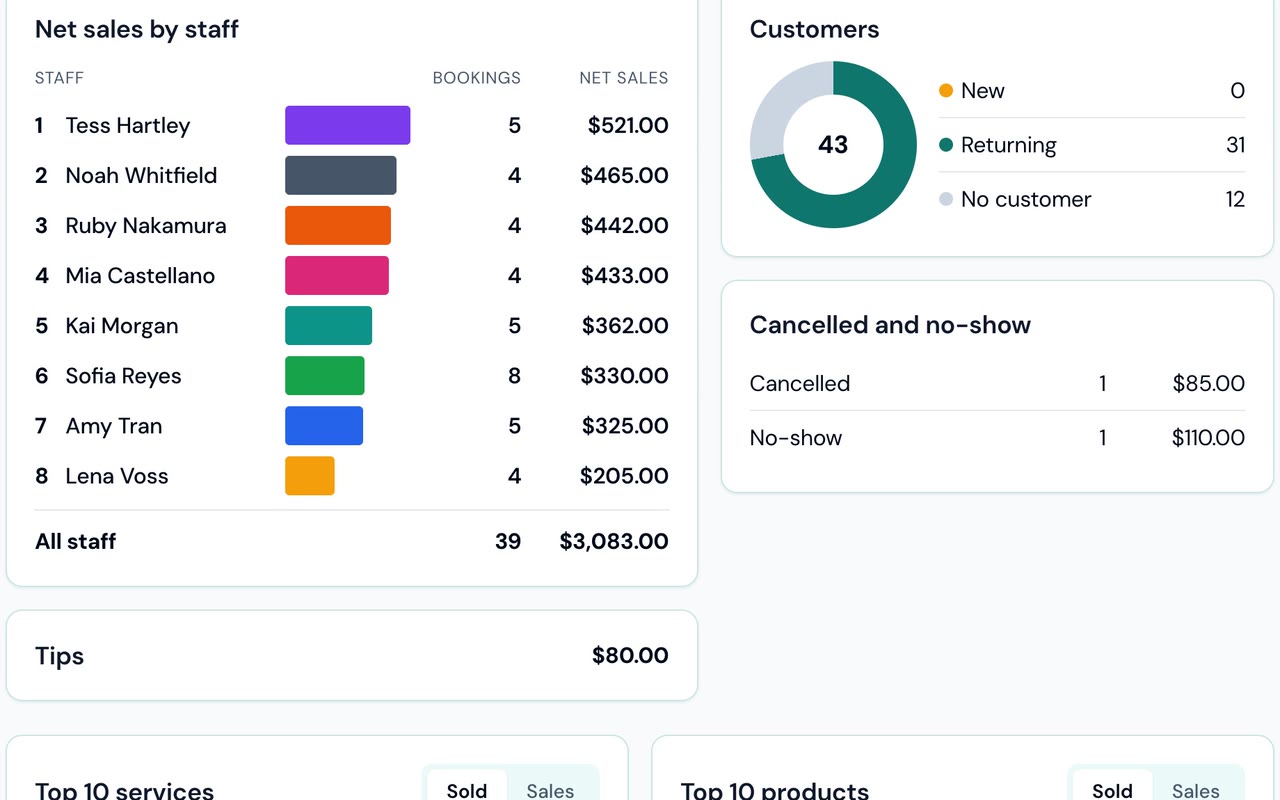 Net sales by staff
STAFF BOOKINGS NET SALES
1 Tess Hartley 5 $521.00
2 Noah Whitfield 4 $465.00
3 Ruby Nakamura 4 $442.00
4 Mia Castellano 4 $433.00
5 Kai Morgan 5 $362.00
6 Sofia Reyes 8 $330.00
7 Amy Tran 5 $325.00
8 Lena Voss 4 $205.00
All staff 39 $3,083.00
Tips $80.00
Customers
43
New 0
Returning 31
No customer 12
Cancelled and no-show
Cancelled 1 $85.00
No-show 1 $110.00
Top 10 services Sold Sales
Top 10 products Sold Sales